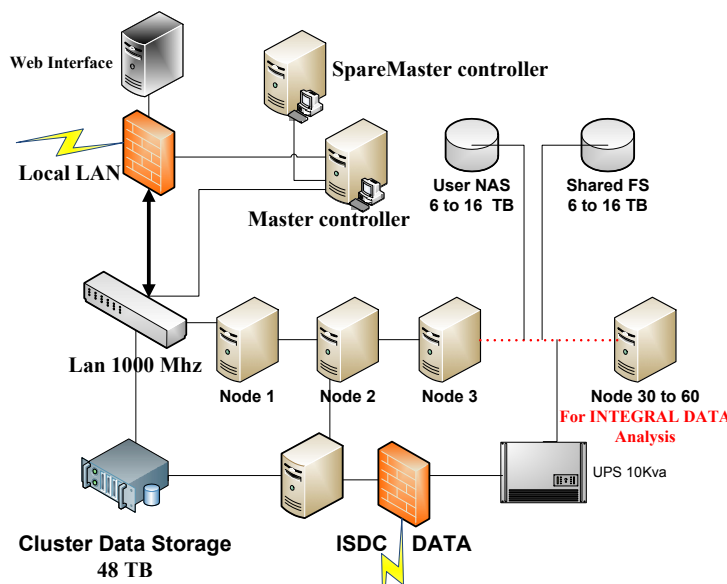 Web Interface
SpareMaster controller
Local LAN
Master controller
User NAS
6 to 16 TB
Shared FS
6 to 16 TB
Lan 1000 Mhz
Node 1
Node 2
Node 3
Node 30 to 60
For INTEGRAL DATA
Analysis
UPS 10Kva
Cluster Data Storage
48 TB
ISDC DATA